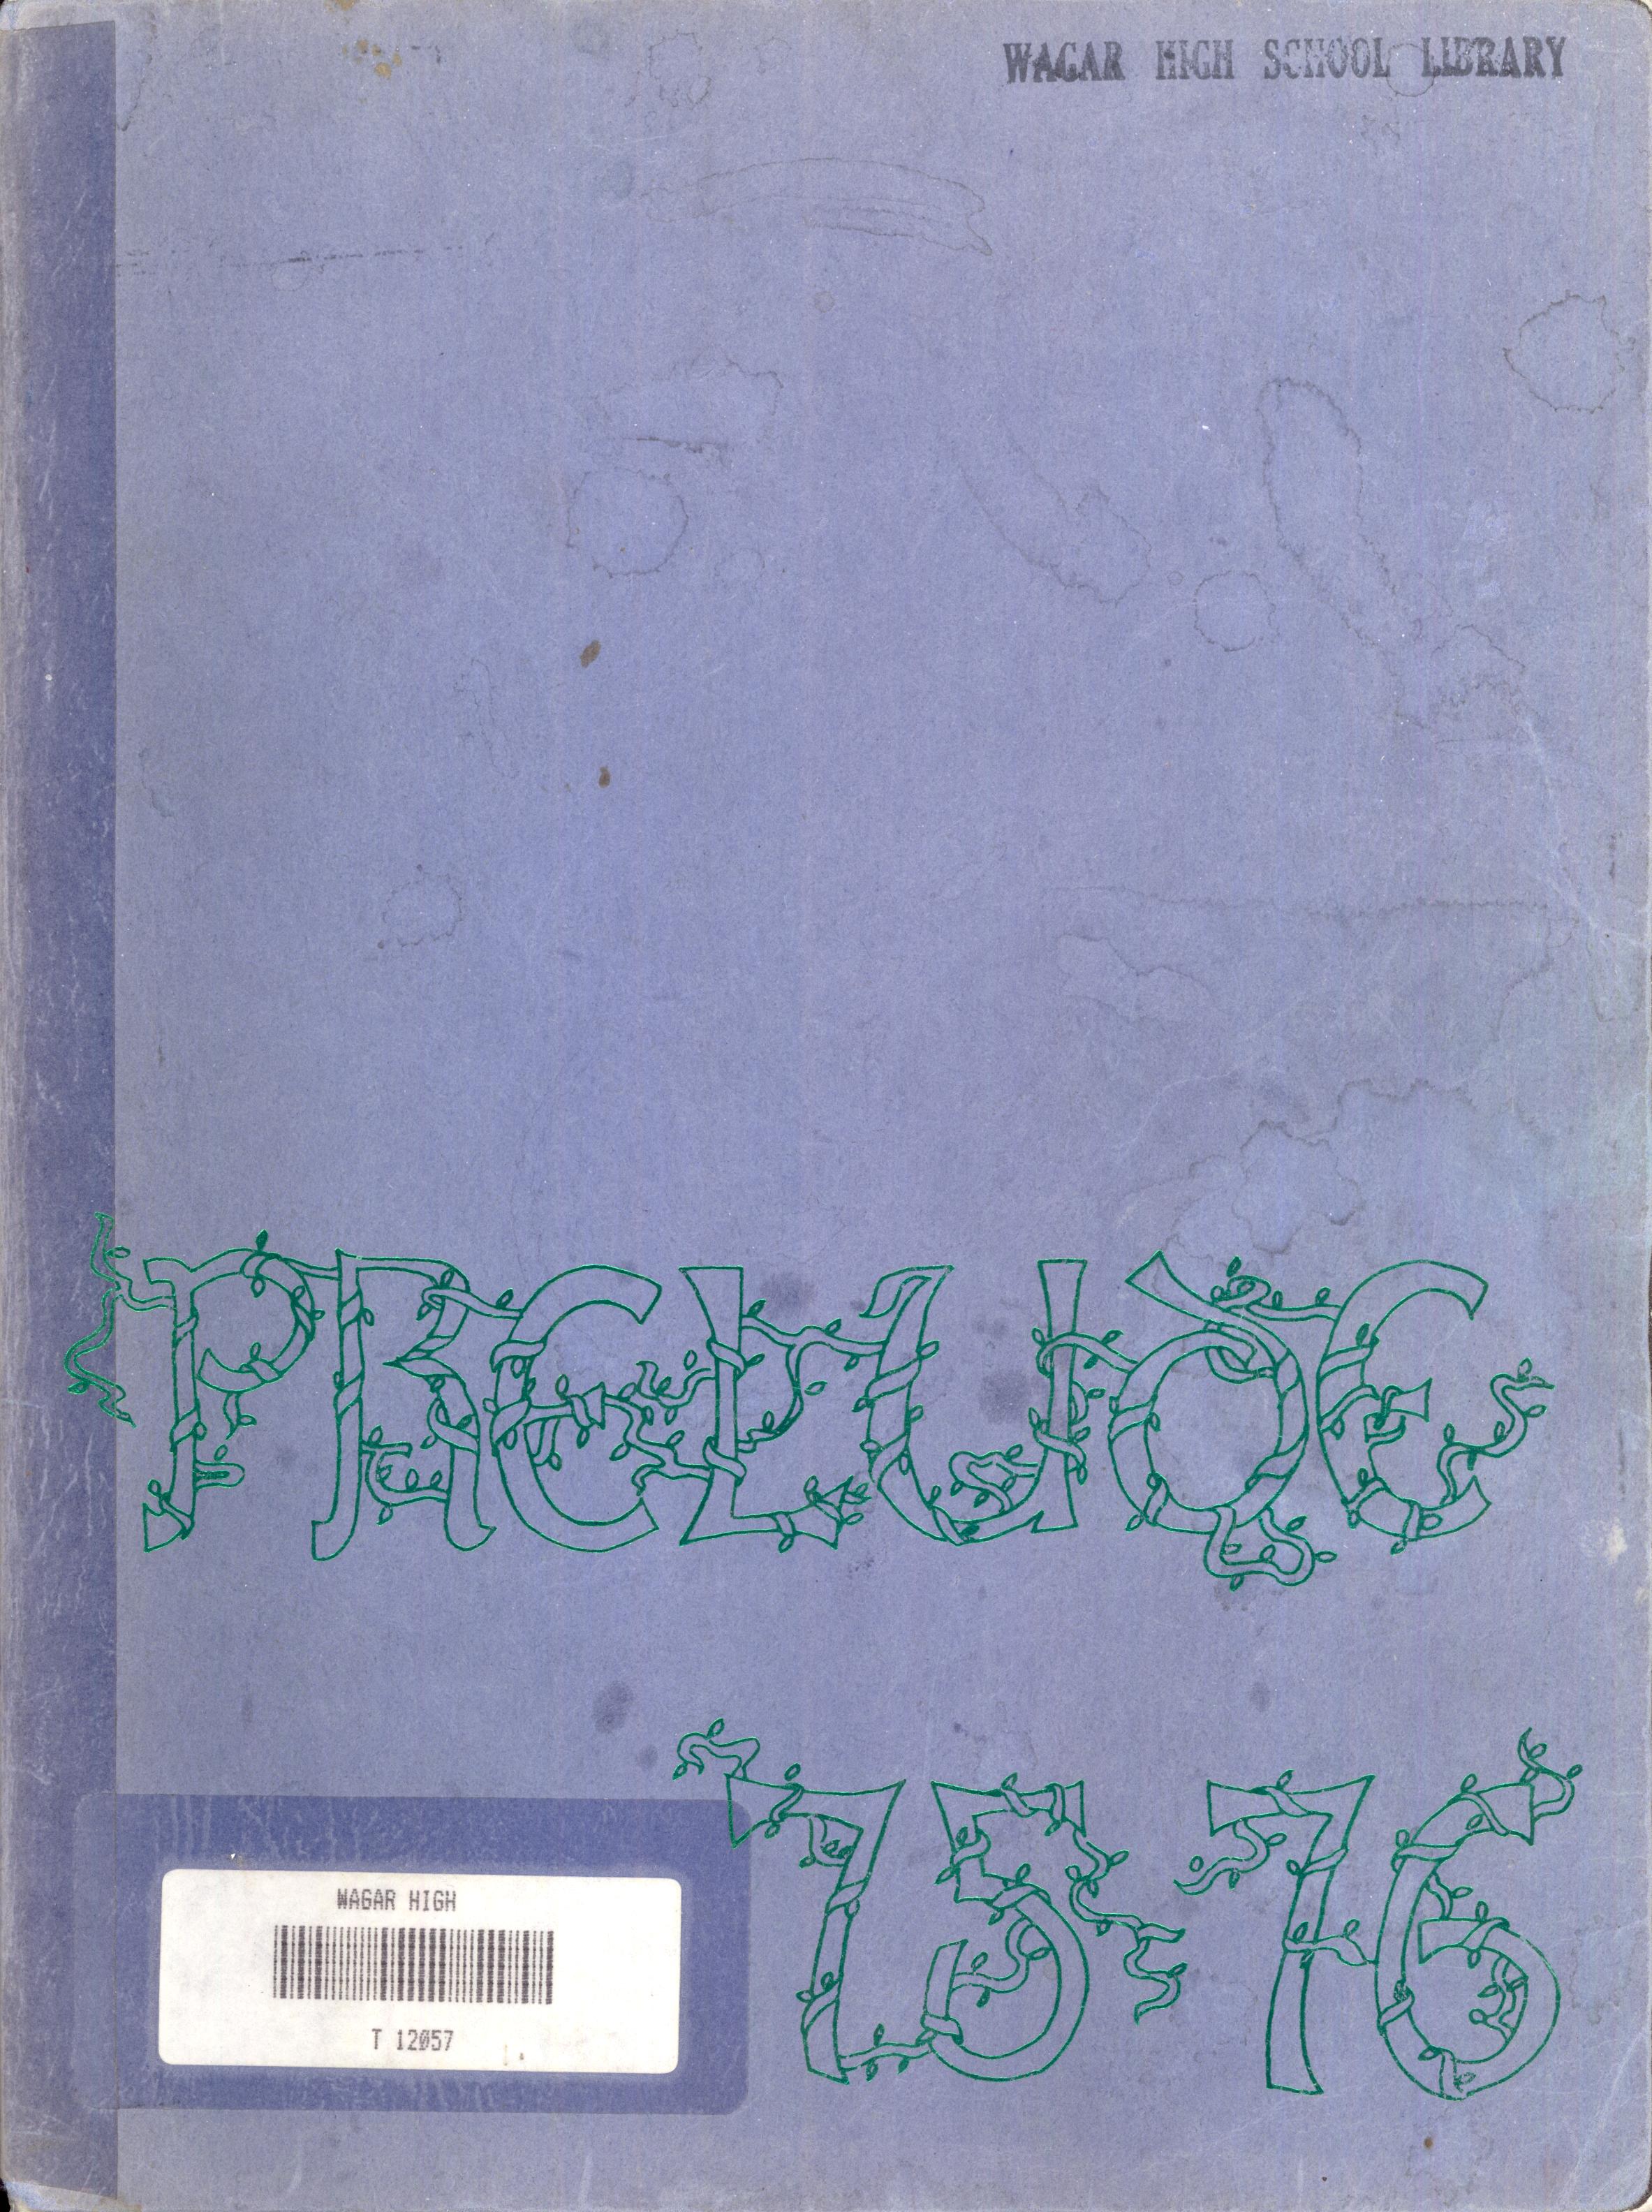 WAGAR HIGH SCHOOL LIBRARY
PRELUDE
75 76
WAGAR HIGH
T 12057